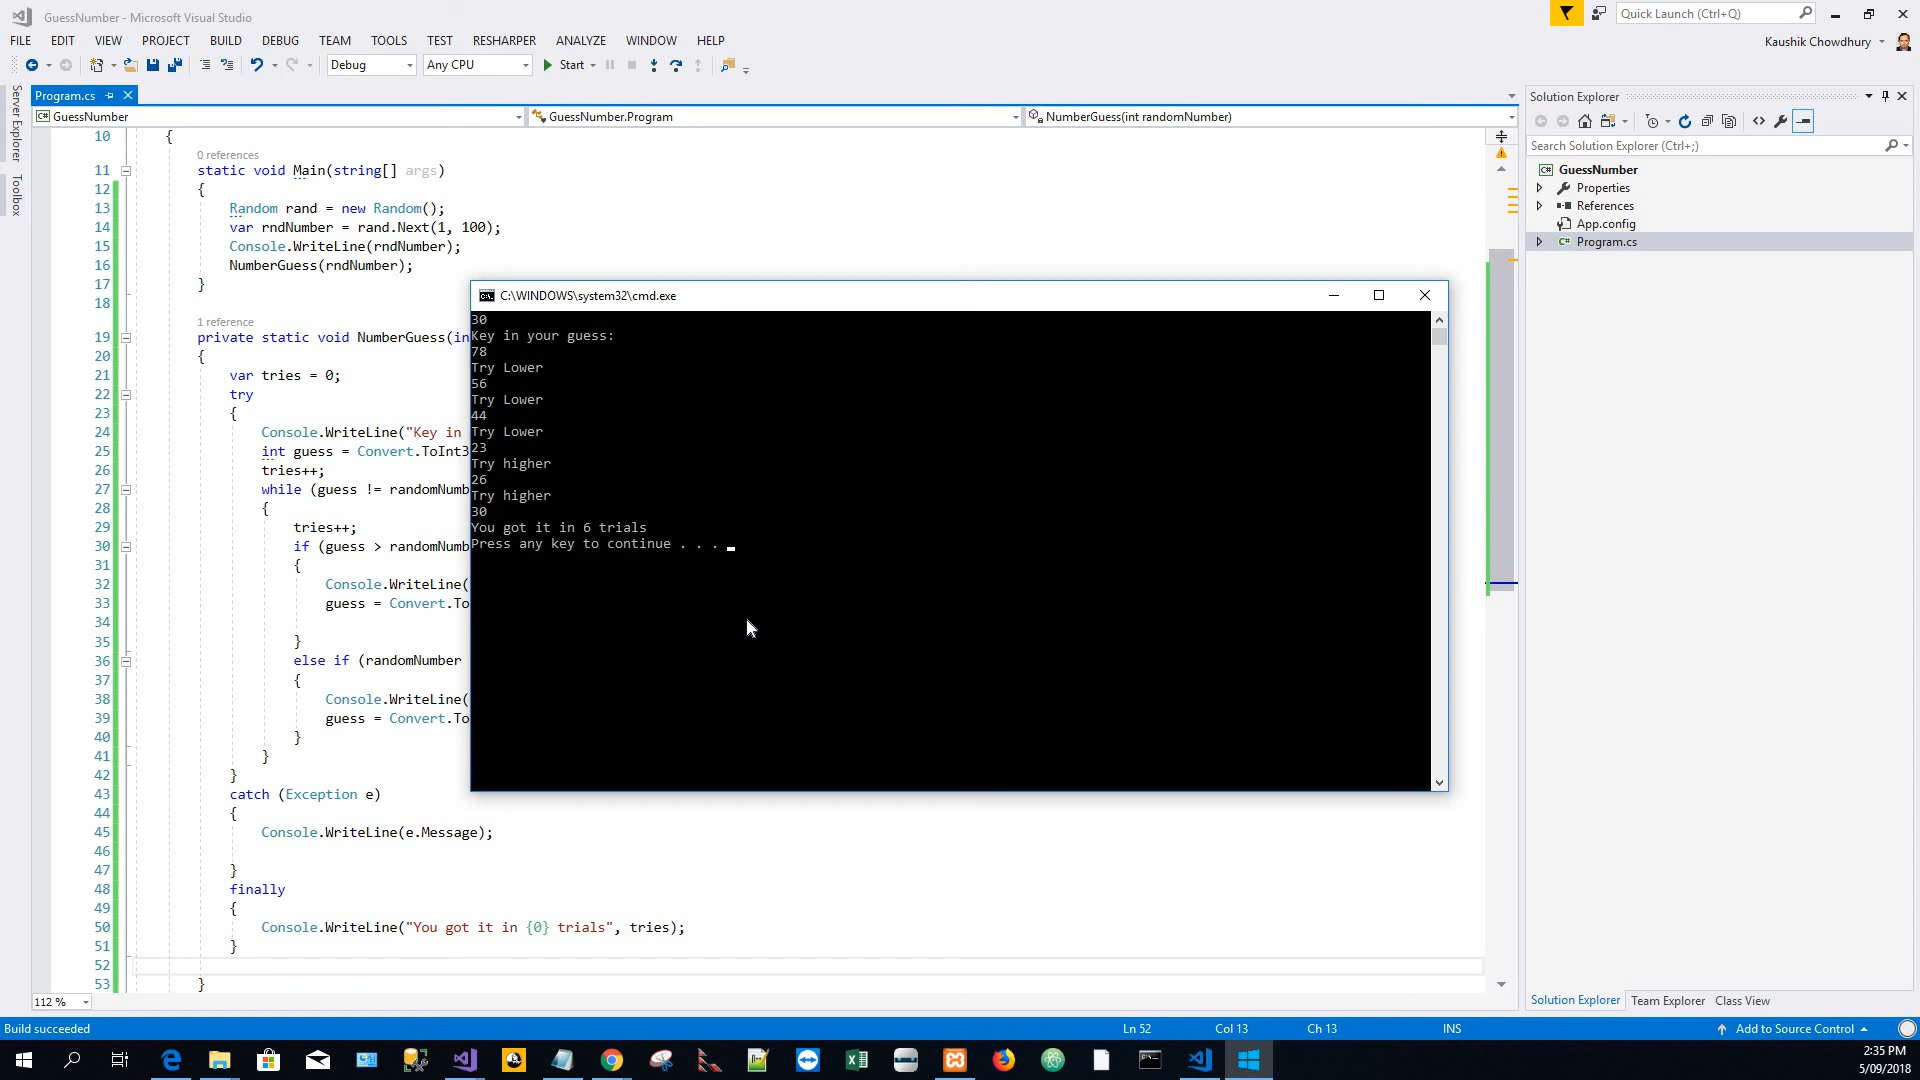 GuessNumber - Microsoft Visual Studio
Quick Launch (Ctrl+Q)
FILE EDIT VIEW PROJECT BUILD DEBUG TEAM TOOLS TEST RESHARPER ANALYZE WINDOW HELP
Kaushik Chowdhury
Debug Any CPU Start
Server Explorer
Toolbox
Program.cs
GuessNumber GuessNumber.Program NumberGuess(int randomNumber)
10 {
0 references
11 static void Main(string[] args)
12 {
13 Random rand = new Random();
14 var rndNumber = rand.Next(1, 100);
15 Console.WriteLine(rndNumber);
16 NumberGuess(rndNumber);
17 }
18
1 reference
19 private static void NumberGuess(in
20 {
21 var tries = 0;
22 try
23 {
24 Console.WriteLine("Key in
25 int guess = Convert.ToInt3
26 tries++;
27 while (guess != randomNumb
28 {
29 tries++;
30 if (guess > randomNumb
31 {
32 Console.WriteLine(
33 guess = Convert.To
34
35 }
36 else if (randomNumber
37 {
38 Console.WriteLine(
39 guess = Convert.To
40 }
41 }
42 }
43 catch (Exception e)
44 {
45 Console.WriteLine(e.Message);
46
47 }
48 finally
49 {
50 Console.WriteLine("You got it in {0} trials", tries);
51 }
52
53 }
C:\WINDOWS\system32\cmd.exe
30
Key in your guess:
78
Try Lower
56
Try Lower
44
Try Lower
23
Try higher
26
Try higher
30
You got it in 6 trials
Press any key to continue . . .
Solution Explorer
Search Solution Explorer (Ctrl+;)
GuessNumber
Properties
References
App.config
Program.cs
112 %
Solution Explorer Team Explorer Class View
Build succeeded Ln 52 Col 13 Ch 13 INS Add to Source Control
2:35 PM
5/09/2018